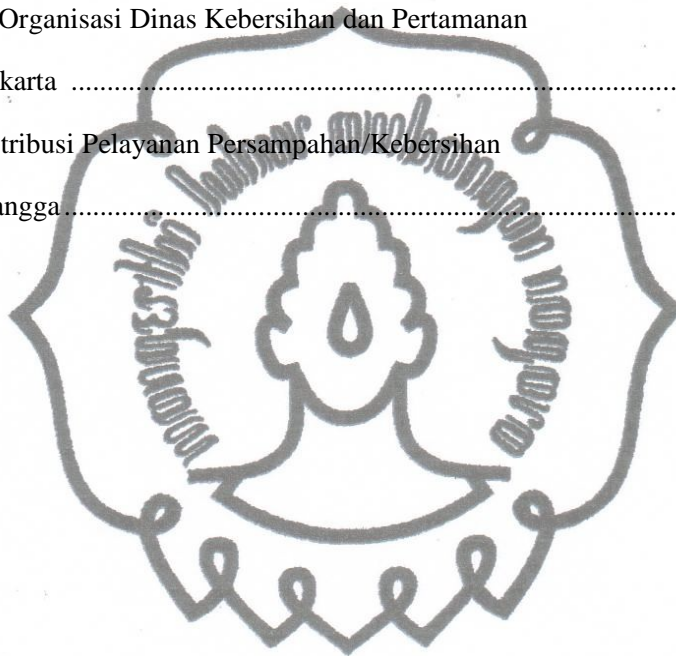 Organisasi Dinas Kebersihan dan Pertamanan
karta ................................................................................
tribusi Pelayanan Persampahan/Kebersihan
angga................................................................................